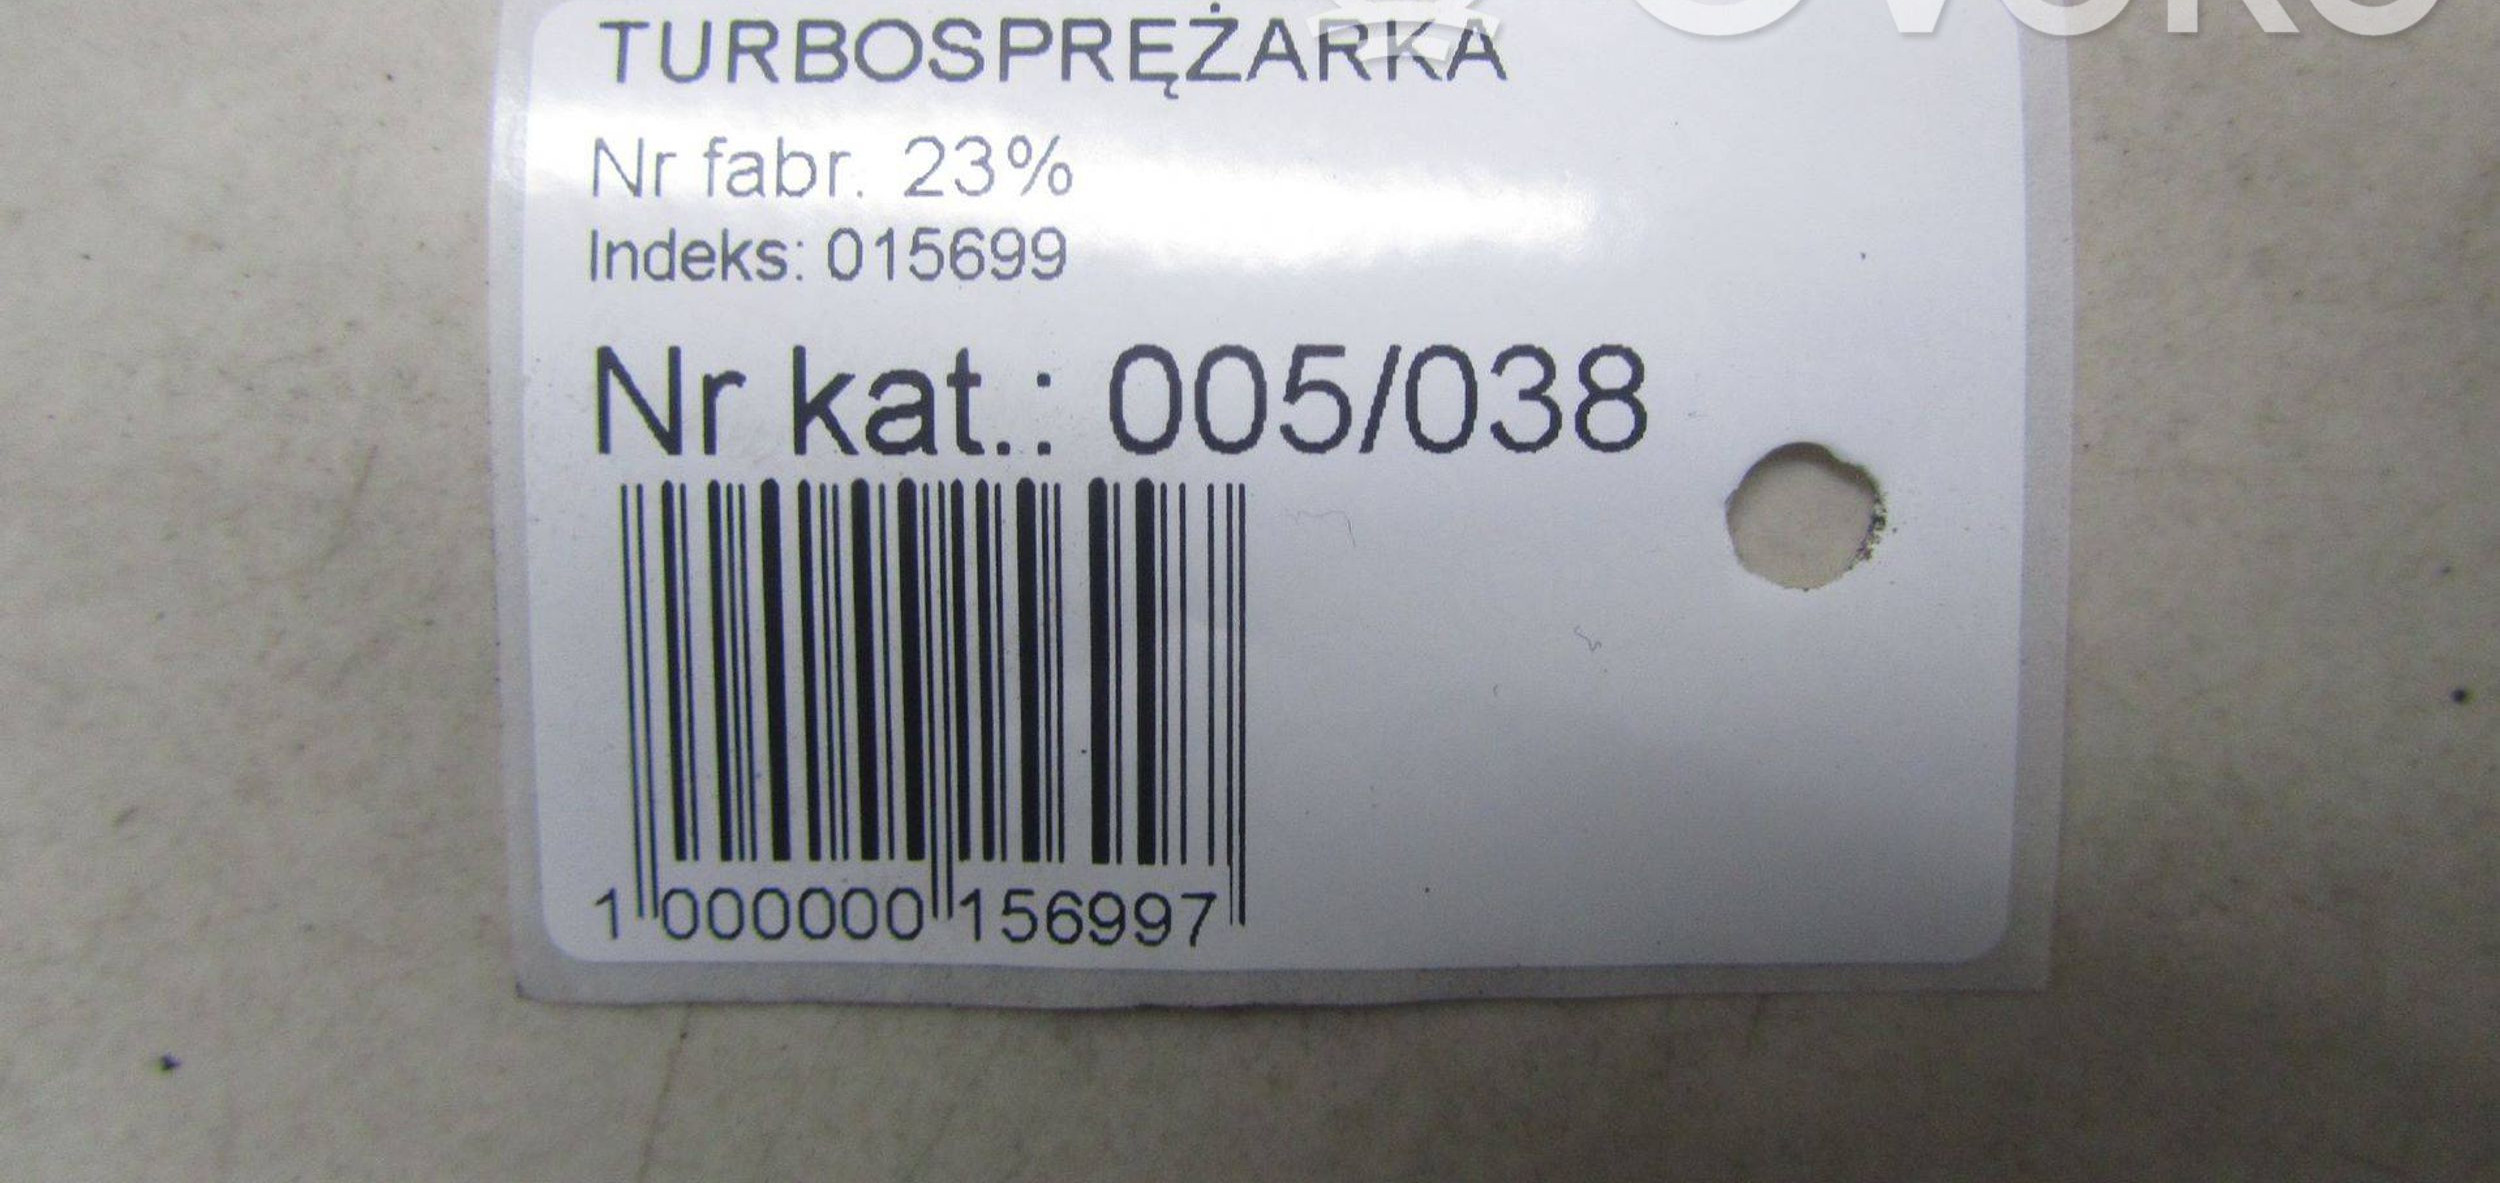 TURBOSPRĘŻARKA
Nr fabr. 23%
Indeks: 015699
Nr kat.: 005/038
1 000000 156997